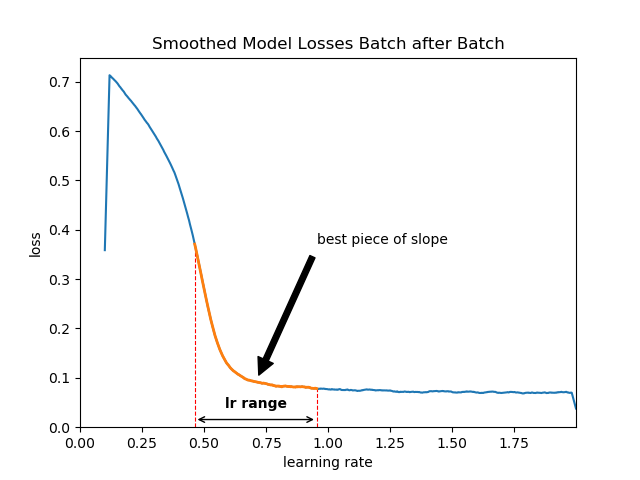 Smoothed Model Losses Batch after Batch
0.7
0.6
0.5
0.4
0.3
0.2
0.1
0.0
loss
best piece of slope
lr range
0.00 0.25 0.50 0.75 1.00 1.25 1.50 1.75
learning rate